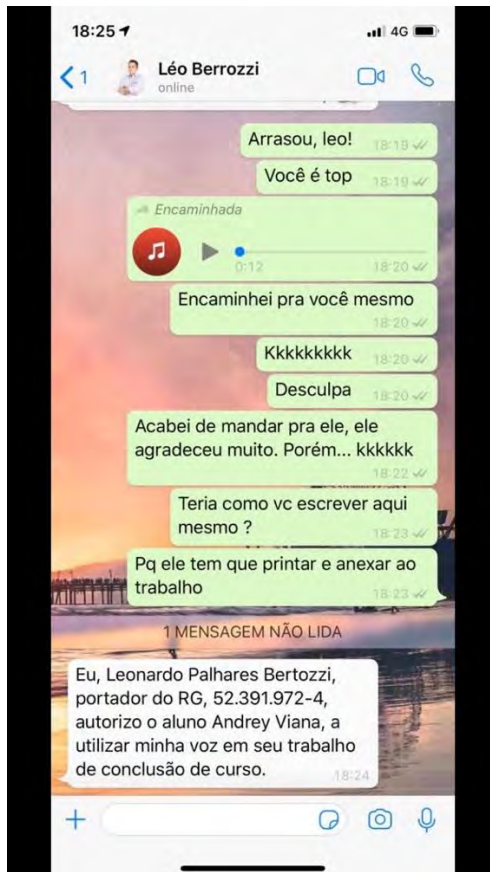 18:25
4G
1
Léo Berrozzi
online
Arrasou, leo!
18:19
Você é top
18:19
Encaminhada
0:12
18:20
Encaminhei pra você mesmo
18:20
Kkkkkkkkk
18:20
Desculpa
18:20
Acabei de mandar pra ele, ele
agradeceu muito. Porém... kkkkkk
18:22
Teria como vc escrever aqui
mesmo ?
18:23
Pq ele tem que printar e anexar ao
trabalho
18:23
1 MENSAGEM NÃO LIDA
Eu, Leonardo Palhares Bertozzi,
portador do RG, 52.391.972-4,
autorizo o aluno Andrey Viana, a
utilizar minha voz em seu trabalho
de conclusão de curso.
18:24